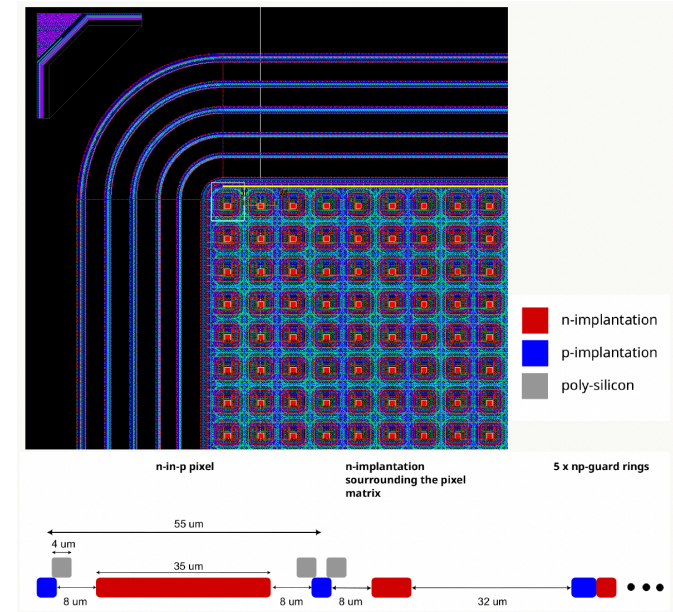 n-implantation
p-implantation
poly-silicon
n-in-p pixel
n-implantation
sourrounding the pixel
matrix
5 x np-guard rings
55 um
4 um
35 um
8 um
8 um
8 um
32 um